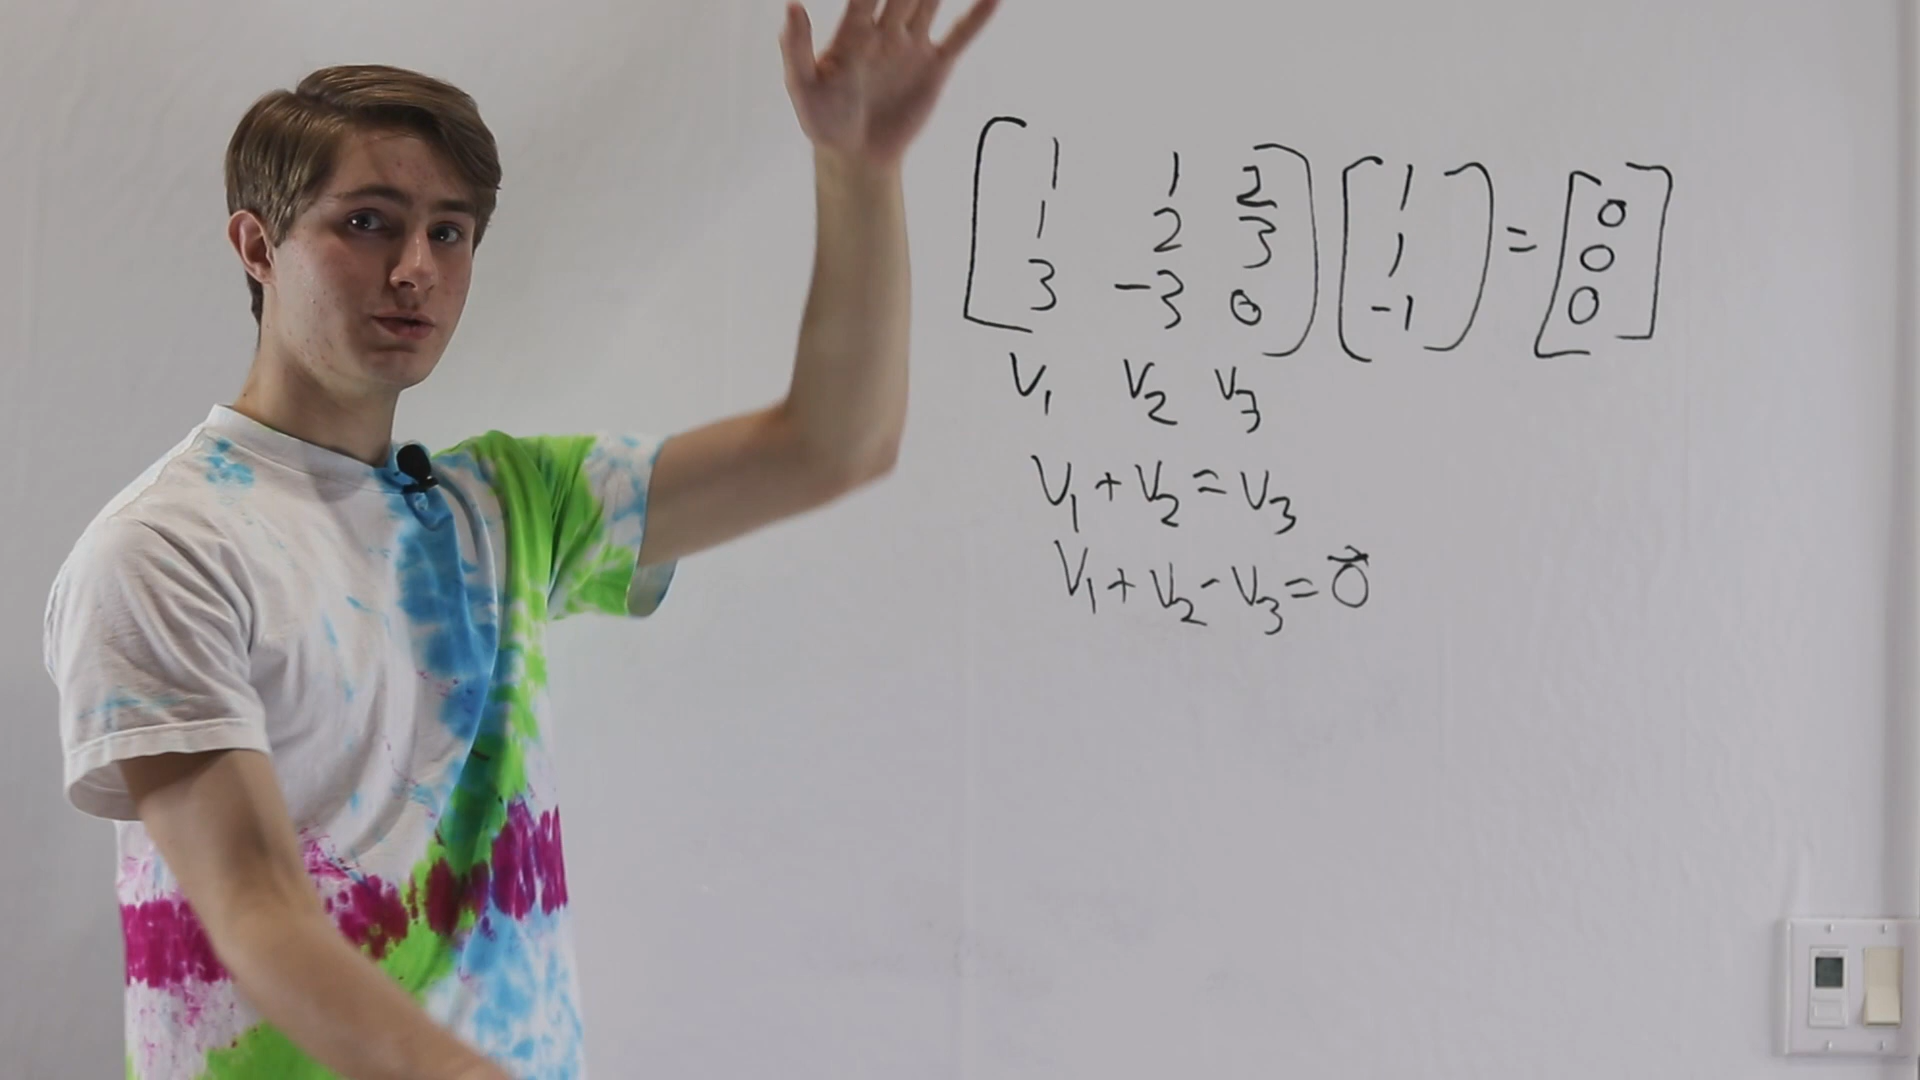 [1 1 2] [1] = [0]
[1 2 3] [1] [0]
[3 -3 0] [-1] [0]
V₁ V₂ V₃
V₁ + V₂ = V₃
V₁ + V₂ - V₃ = 0⃗